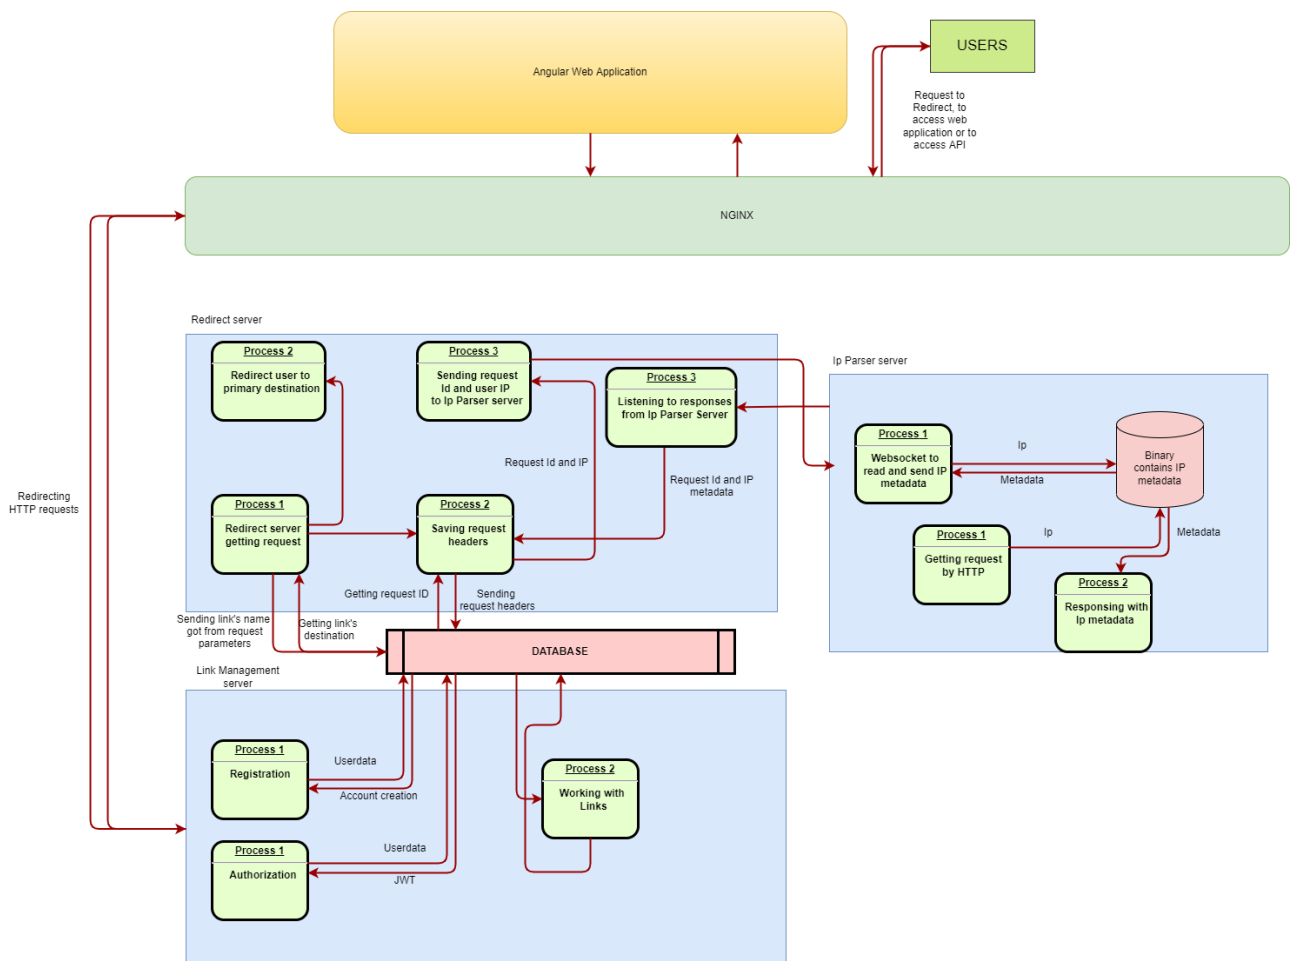 Angular Web Application
USERS
Request to
Redirect, to
access web
application or to
access API
NGINX
Redirecting
HTTP requests
Redirect server
Process 2
Redirect user to
primary destination
Process 3
Sending request
Id and user IP
to Ip Parser server
Process 3
Listening to responses
from Ip Parser Server
Request Id and IP
Request Id and IP
metadata
Process 1
Redirect server
getting request
Process 2
Saving request
headers
Getting request ID
Sending
request headers
Sending link's name
got from request
parameters
Getting link's
destination
Ip Parser server
Process 1
Websocket to
read and send IP
metadata
Ip
Metadata
Binary
contains IP
metadata
Process 1
Getting request
by HTTP
Ip
Metadata
Process 2
Responsing with
Ip metadata
DATABASE
Link Management
server
Process 1
Registration
Userdata
Account creation
Process 1
Authorization
Userdata
JWT
Process 2
Working with
Links